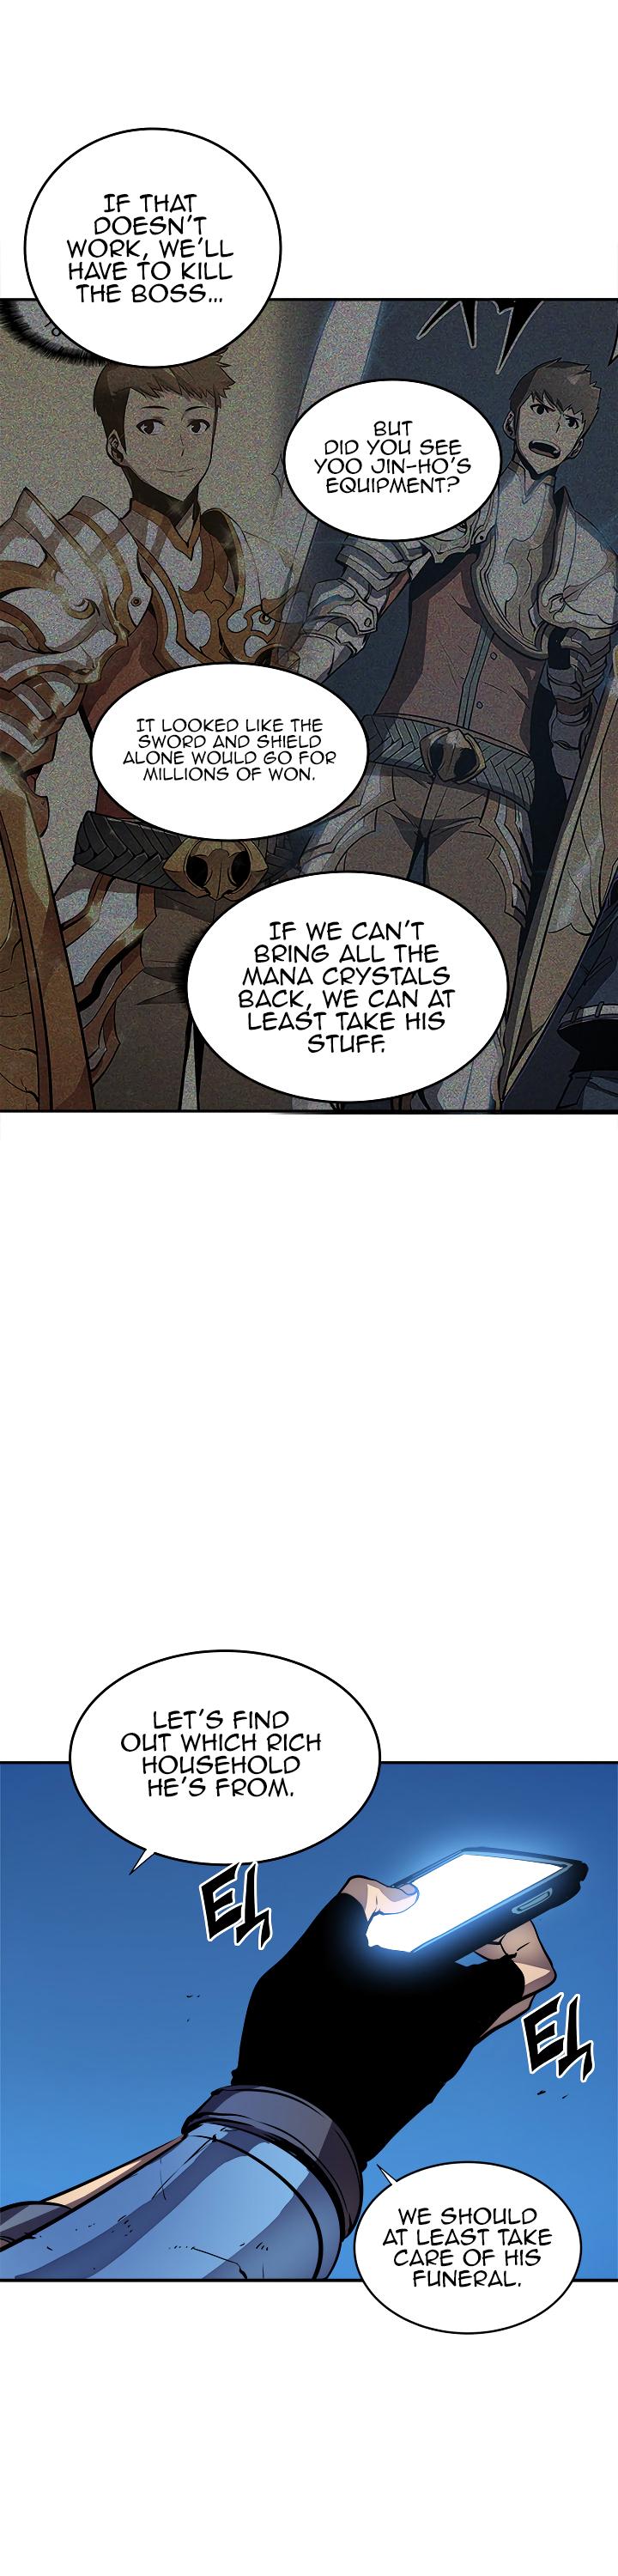 IF THAT
DOESN'T
WORK, WE'LL
HAVE TO KILL
THE BOSS...
BUT
DID YOU SEE
YOO JIN-HO'S
EQUIPMENT?
IT LOOKED LIKE THE
SWORD AND SHIELD
ALONE WOULD GO FOR
MILLIONS OF WON.
IF WE CAN'T
BRING ALL THE
MANA CRYSTALS
BACK, WE CAN AT
LEAST TAKE HIS
STUFF.
LET'S FIND
OUT WHICH RICH
HOUSEHOLD
HE'S FROM.
턱
턱
WE SHOULD
AT LEAST TAKE
CARE OF HIS
FUNERAL.